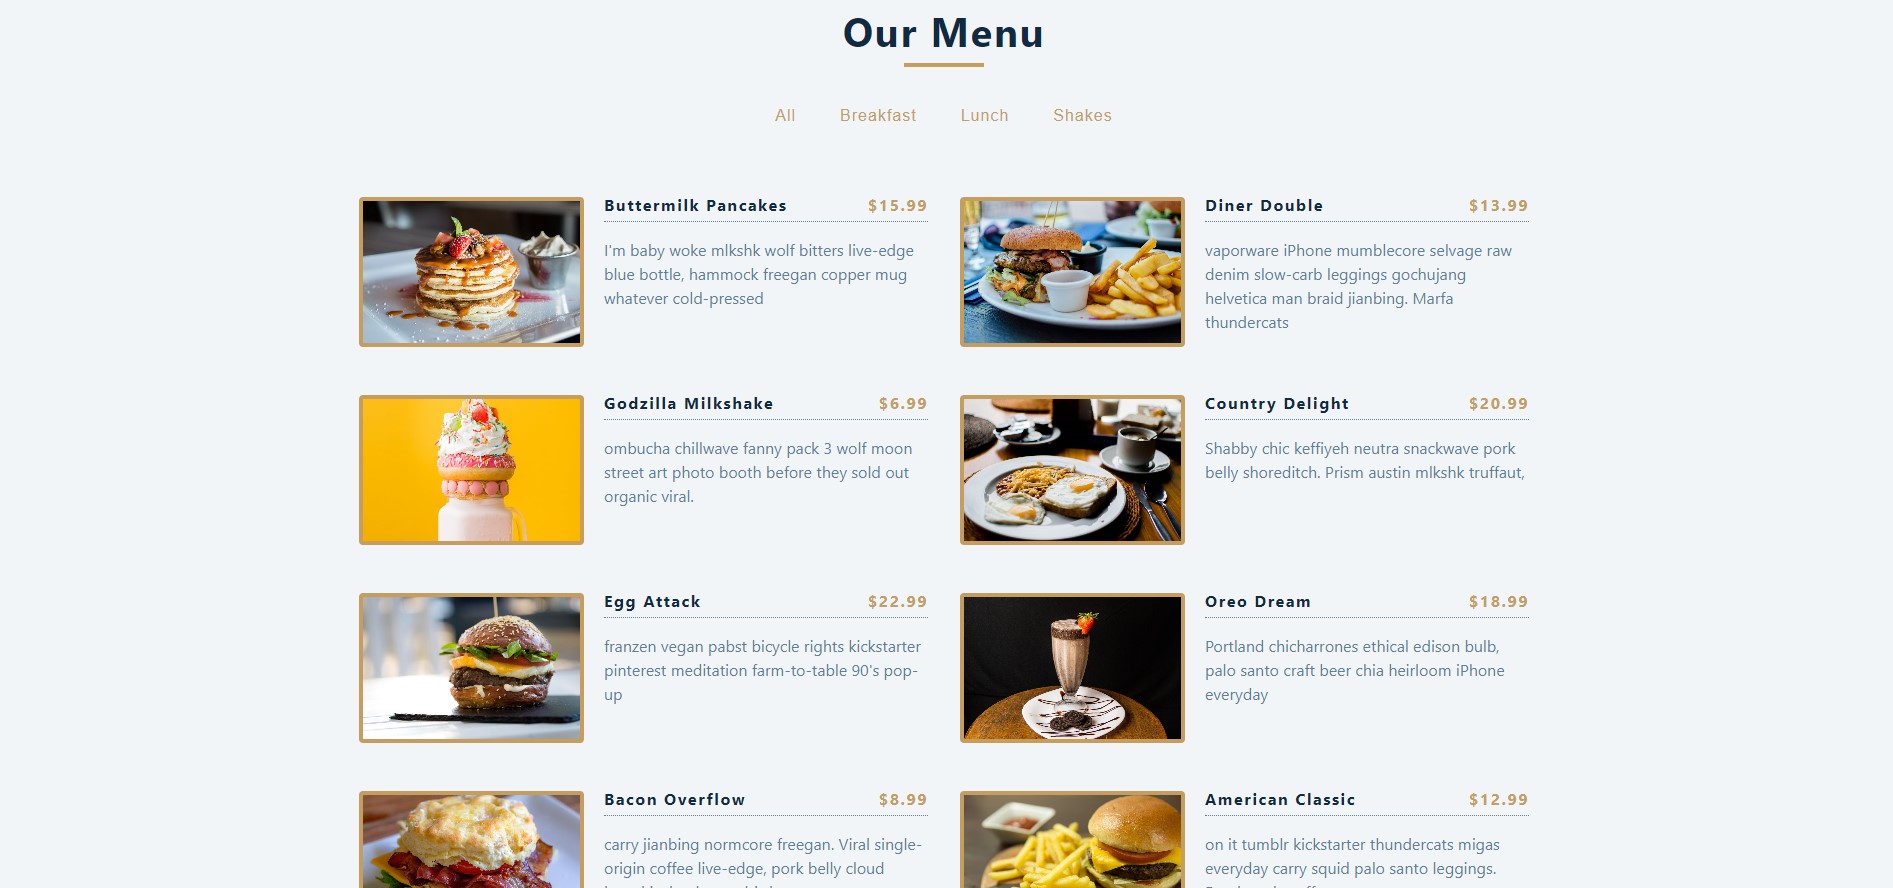 Our Menu
All Breakfast Lunch Shakes
Buttermilk Pancakes $15.99
I'm baby woke mlkshk wolf bitters live-edge
blue bottle, hammock freegan copper mug
whatever cold-pressed
Diner Double $13.99
vaporware iPhone mumblecore selvage raw
denim slow-carb leggings gochujang
helvetica man braid jianbing. Marfa
thundercats
Godzilla Milkshake $6.99
ombucha chillwave fanny pack 3 wolf moon
street art photo booth before they sold out
organic viral.
Country Delight $20.99
Shabby chic keffiyeh neutra snackwave pork
belly shoreditch. Prism austin mlkshk truffaut,
Egg Attack $22.99
franzen vegan pabst bicycle rights kickstarter
pinterest meditation farm-to-table 90's pop-
up
Oreo Dream $18.99
Portland chicharrones ethical edison bulb,
palo santo craft beer chia heirloom iPhone
everyday
Bacon Overflow $8.99
carry jianbing normcore freegan. Viral single-
origin coffee live-edge, pork belly cloud
American Classic $12.99
on it tumblr kickstarter thundercats migas
everyday carry squid palo santo leggings.